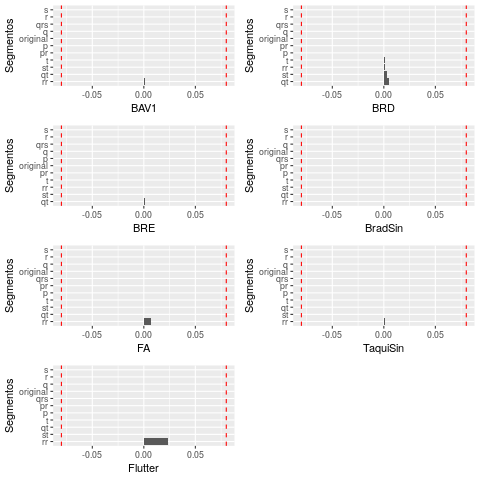 Segmentos
s
r
qrs
q
original
p
pr
t
st
qt
rr
-0.05 0.00 0.05
BAV1
Segmentos
s
r
qrs
q
original
p
pr
t
rr
st
qt
-0.05 0.00 0.05
BRD
Segmentos
s
r
qrs
q
p
original
pr
t
rr
st
qt
-0.05 0.00 0.05
BRE
Segmentos
s
r
q
original
qrs
pr
p
t
st
qt
rr
-0.05 0.00 0.05
BradSin
Segmentos
s
r
q
original
qrs
pr
p
t
qt
st
rr
-0.05 0.00 0.05
FA
Segmentos
s
r
q
original
qrs
pr
p
t
qt
st
rr
-0.05 0.00 0.05
TaquiSin
Segmentos
s
r
q
original
qrs
pr
p
t
qt
st
rr
-0.05 0.00 0.05
Flutter